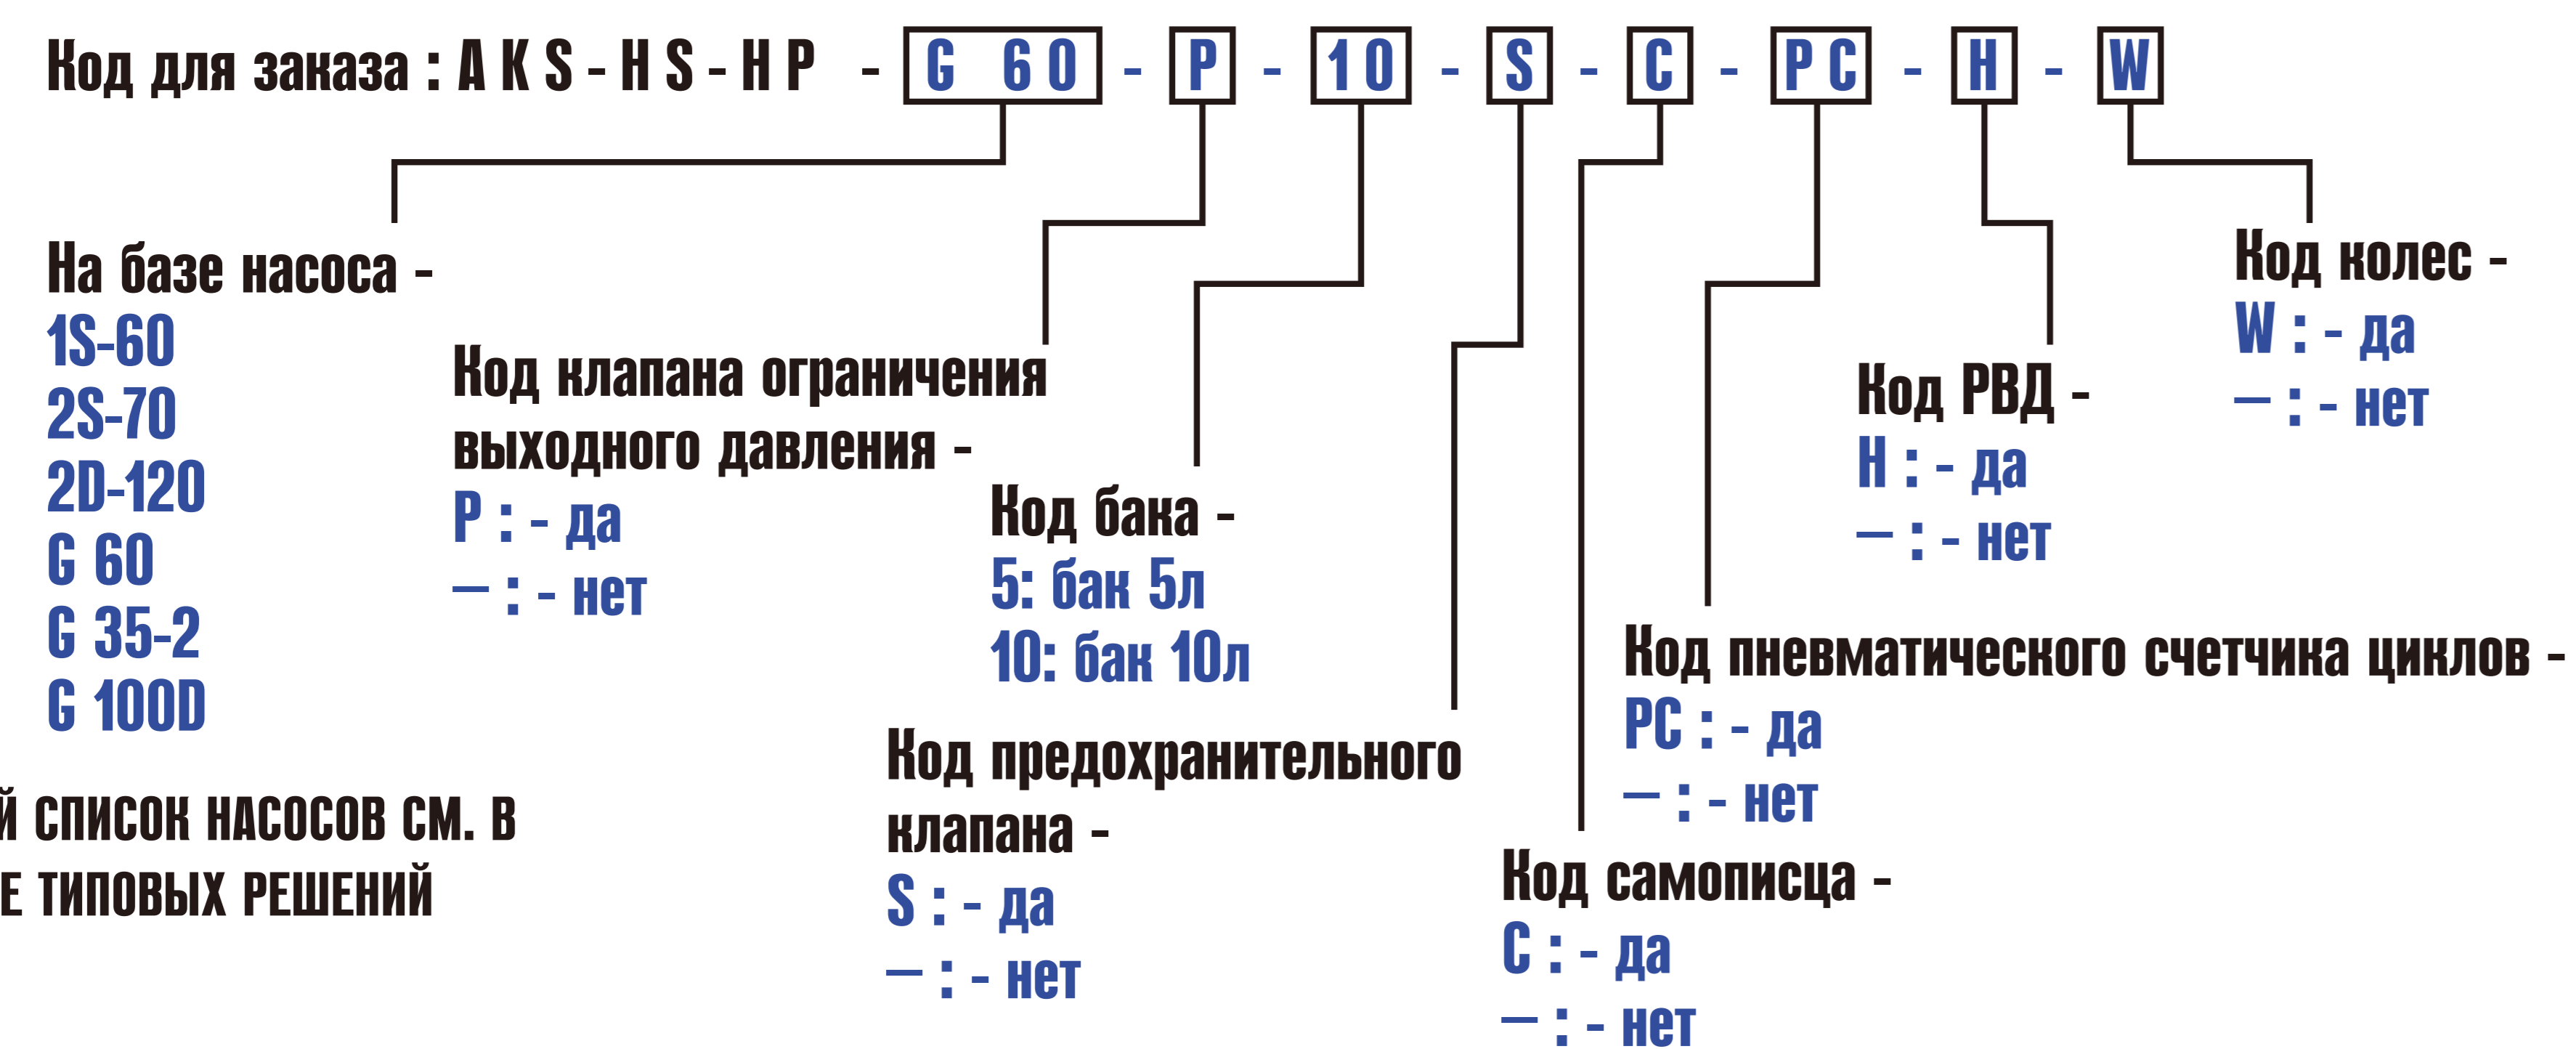 Код для заказа : AKS-HS-HP - G 60 - P - 10 - S - C - PC - H - W
На базе насоса -
1S-60
2S-70
2D-120
G 60
G 35-2
G 100D
СПИСОК НАСОСОВ СМ. В
ТИПОВЫХ РЕШЕНИЙ
Код клапана ограничения
выходного давления -
P : - да
— : - нет
Код бака -
5: бак 5л
10: бак 10л
Код предохранительного
клапана -
S : - да
— : - нет
Код самописца -
C : - да
— : - нет
Код пневматического счетчика циклов -
PC : - да
— : - нет
Код РВД -
H : - да
— : - нет
Код колес -
W : - да
— : - нет